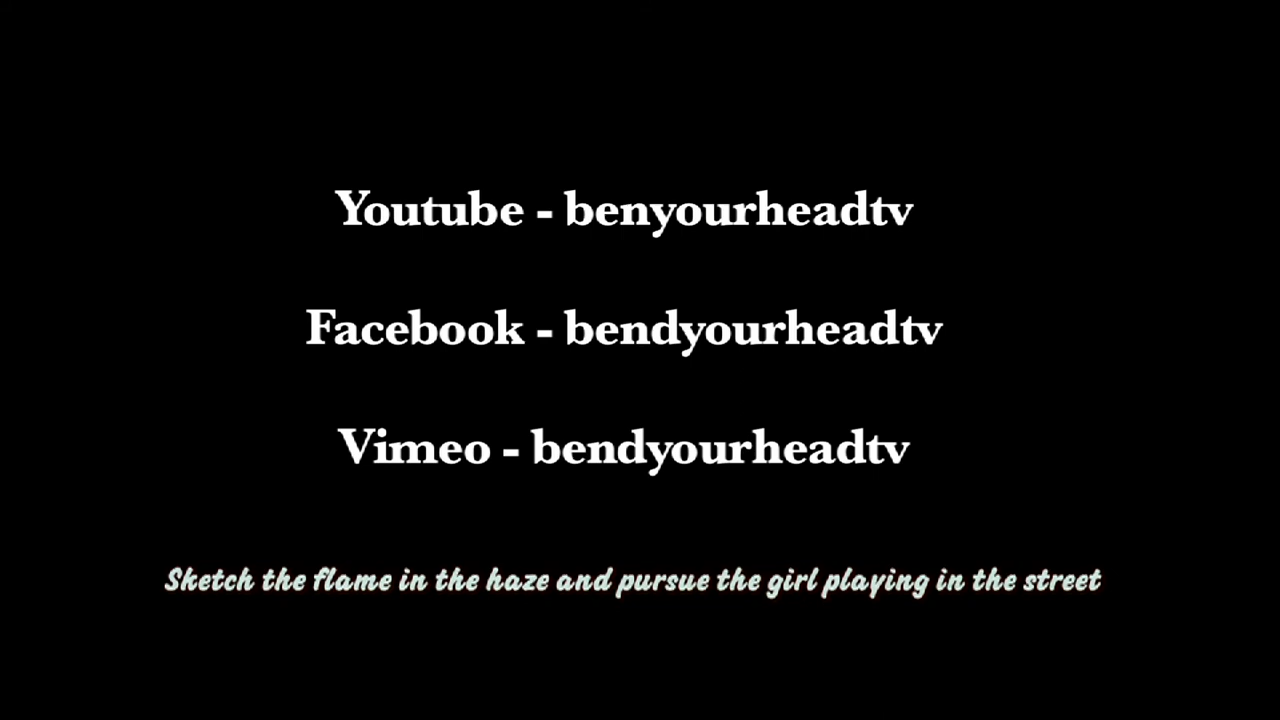 Youtube - benyourheadtv
Facebook - bendyourheadtv
Vimeo - bendyourheadtv
Sketch the flame in the haze and pursue the girl playing in the street